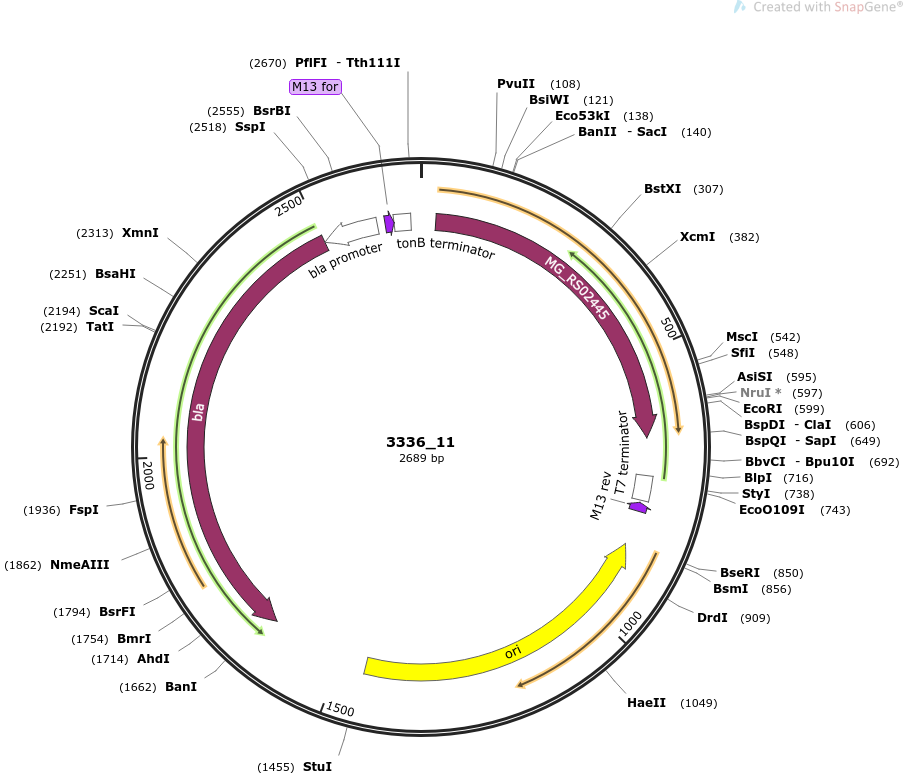 Created with SnapGene®
(2670) PflFI - Tth111I
M13 for
(2555) BsrBI
(2518) SspI
PvuII (108)
BsiWI (121)
Eco53kI (138)
BanII - SacI (140)
BstXI (307)
XcmI (382)
(2313) XmnI
(2251) BsaHI
(2194) ScaI
(2192) TatI
2500
bla promoter
tonB terminator
MG_RS02445
500
MscI (542)
SfiI (548)
AsiSI (595)
NruI * (597)
EcoRI (599)
BspDI - ClaI (606)
BspQI - SapI (649)
BbvCI - Bpu10I (692)
BlpI (716)
StyI (738)
EcoO109I (743)
bla
3336_11
2689 bp
T7 terminator
M13 rev
2000
(1936) FspI
(1862) NmeAIII
(1794) BsrFI
(1754) BmrI
(1714) AhdI
(1662) BanI
BseRI (850)
BsmI (856)
DrdI (909)
1000
ori
HaeII (1049)
1500
(1455) StuI